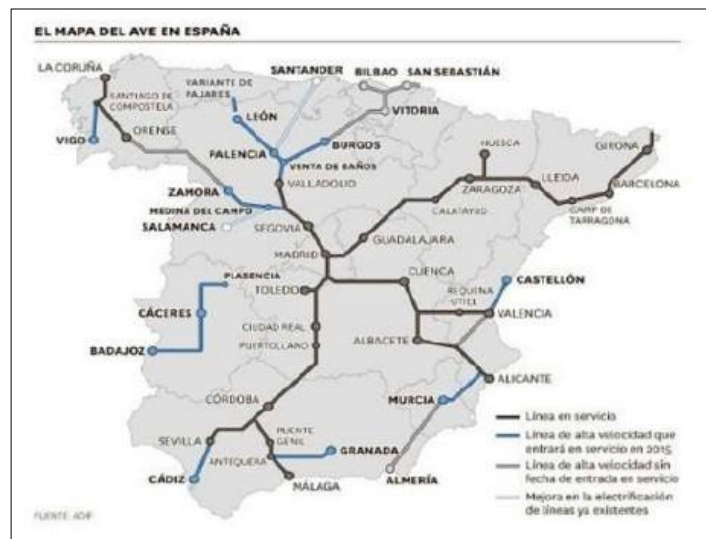 EL MAPA DEL AVE EN ESPAÑA
LA CORUÑA
SANTIAGO DE
COMPOSTELA
VIGO
ORENSE
VARIANTE DE
PAJARES
SANTANDER
BILBAO
SAN SEBASTIÁN
VITORIA
LEÓN
PALENCIA
BURGOS
VENTA DE BAÑOS
VALLADOLID
ZAMORA
MEDINA DEL CAMPO
SALAMANCA
SEGOVIA
MADRID
GUADALAJARA
CALATAYUD
ZARAGOZA
HUESCA
LLEIDA
GIRONA
BARCELONA
CAMP DE
TARRAGONA
PLASENCIA
CÁCERES
BADAJOZ
TOLEDO
CIUDAD REAL
PUERTOLLANO
CUENCA
REQUENA
UTIEL
CASTELLÓN
VALENCIA
ALBACETE
ALICANTE
MURCIA
CÓRDOBA
SEVILLA
PUENTE
GENIL
ANTEQUERA
GRANADA
CÁDIZ
MÁLAGA
ALMERÍA
Línea en servicio
Línea de alta velocidad que
entrará en servicio en 2015
Línea de alta velocidad sin
fecha de entrada en servicio
Mejora en la electrificación
de líneas ya existentes
FUENTE: ADIF